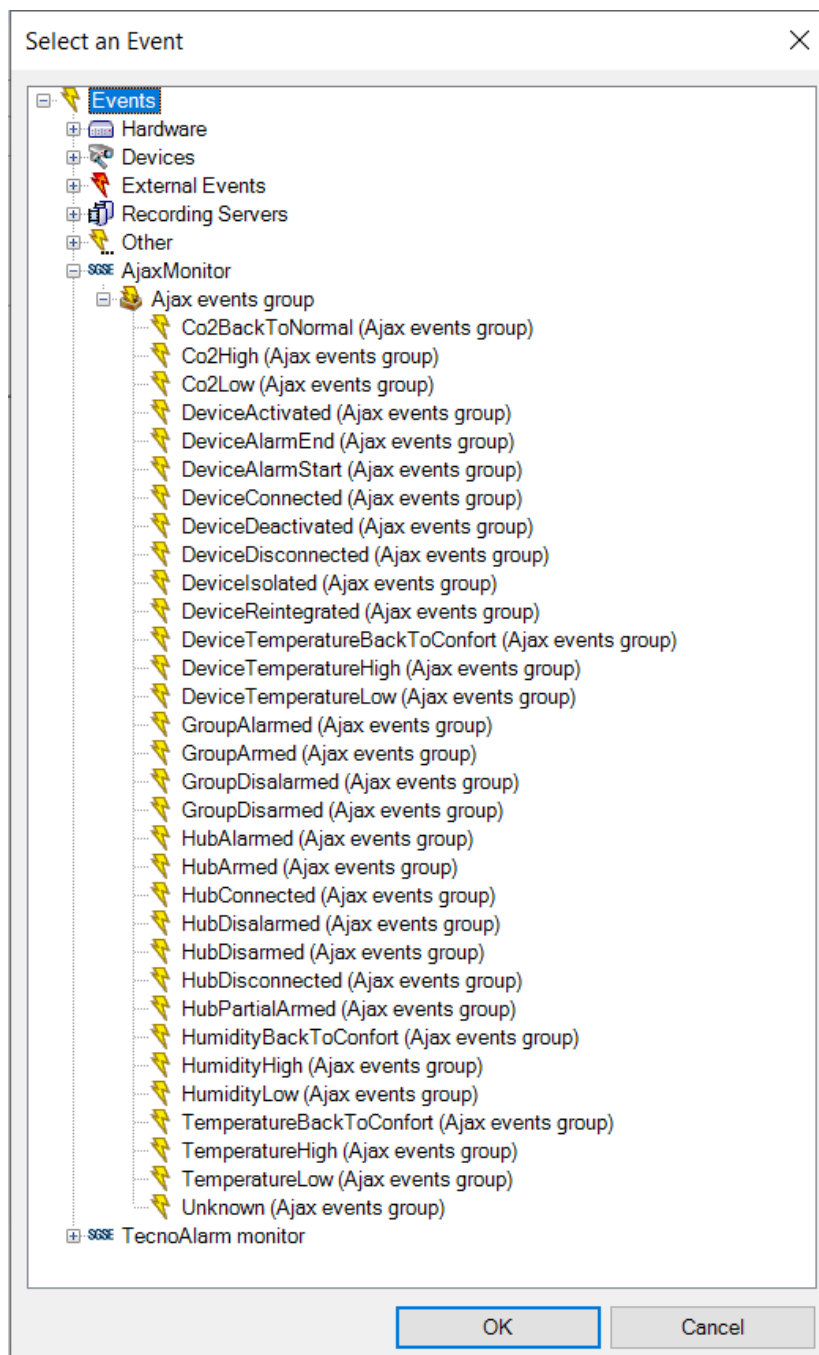 Select an Event
Events
Hardware
Devices
External Events
Recording Servers
Other
SGSE AjaxMonitor
Ajax events group
Co2BackToNormal (Ajax events group)
Co2High (Ajax events group)
Co2Low (Ajax events group)
DeviceActivated (Ajax events group)
DeviceAlarmEnd (Ajax events group)
DeviceAlarmStart (Ajax events group)
DeviceConnected (Ajax events group)
DeviceDeactivated (Ajax events group)
DeviceDisconnected (Ajax events group)
DeviceIsolated (Ajax events group)
DeviceReintegrated (Ajax events group)
DeviceTemperatureBackToConfort (Ajax events group)
DeviceTemperatureHigh (Ajax events group)
DeviceTemperatureLow (Ajax events group)
GroupAlarmed (Ajax events group)
GroupArmed (Ajax events group)
GroupDisalarmed (Ajax events group)
GroupDisarmed (Ajax events group)
HubAlarmed (Ajax events group)
HubArmed (Ajax events group)
HubConnected (Ajax events group)
HubDisalarmed (Ajax events group)
HubDisarmed (Ajax events group)
HubDisconnected (Ajax events group)
HubPartialArmed (Ajax events group)
HumidityBackToConfort (Ajax events group)
HumidityHigh (Ajax events group)
HumidityLow (Ajax events group)
TemperatureBackToConfort (Ajax events group)
TemperatureHigh (Ajax events group)
TemperatureLow (Ajax events group)
Unknown (Ajax events group)
SGSE TecnoAlarm monitor
OK Cancel